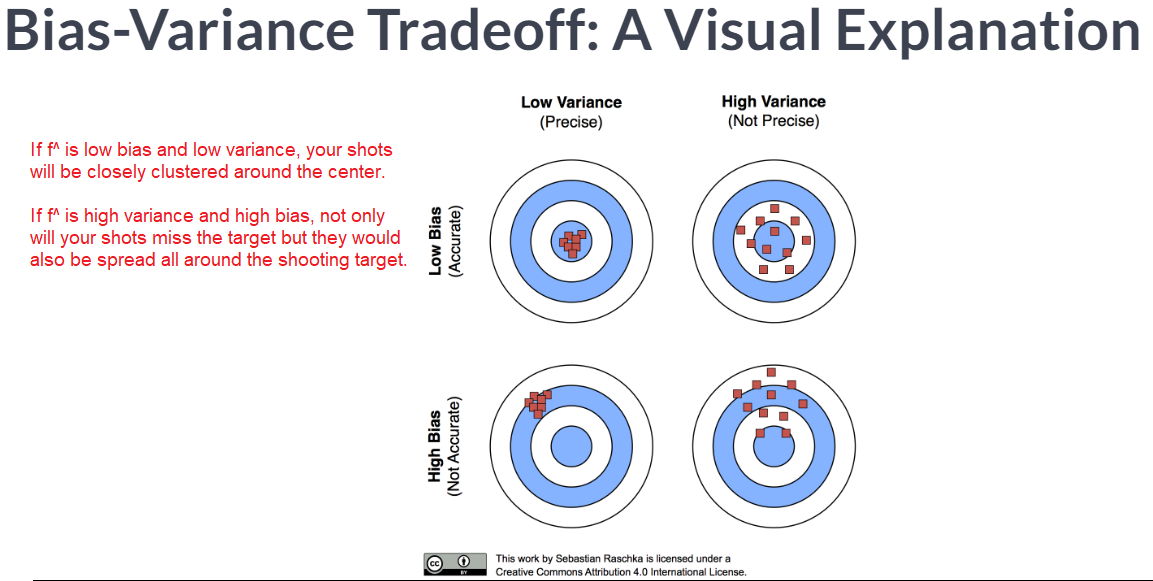 Bias-Variance Tradeoff: A Visual Explanation
Low Variance
(Precise)
High Variance
(Not Precise)
If f^ is low bias and low variance, your shots
will be closely clustered around the center.
If f^ is high variance and high bias, not only
will your shots miss the target but they would
also be spread all around the shooting target.
Low Bias
(Accurate)
High Bias
(Not Accurate)
cc
BY
This work by Sebastian Raschka is licensed under a
Creative Commons Attribution 4.0 International License.